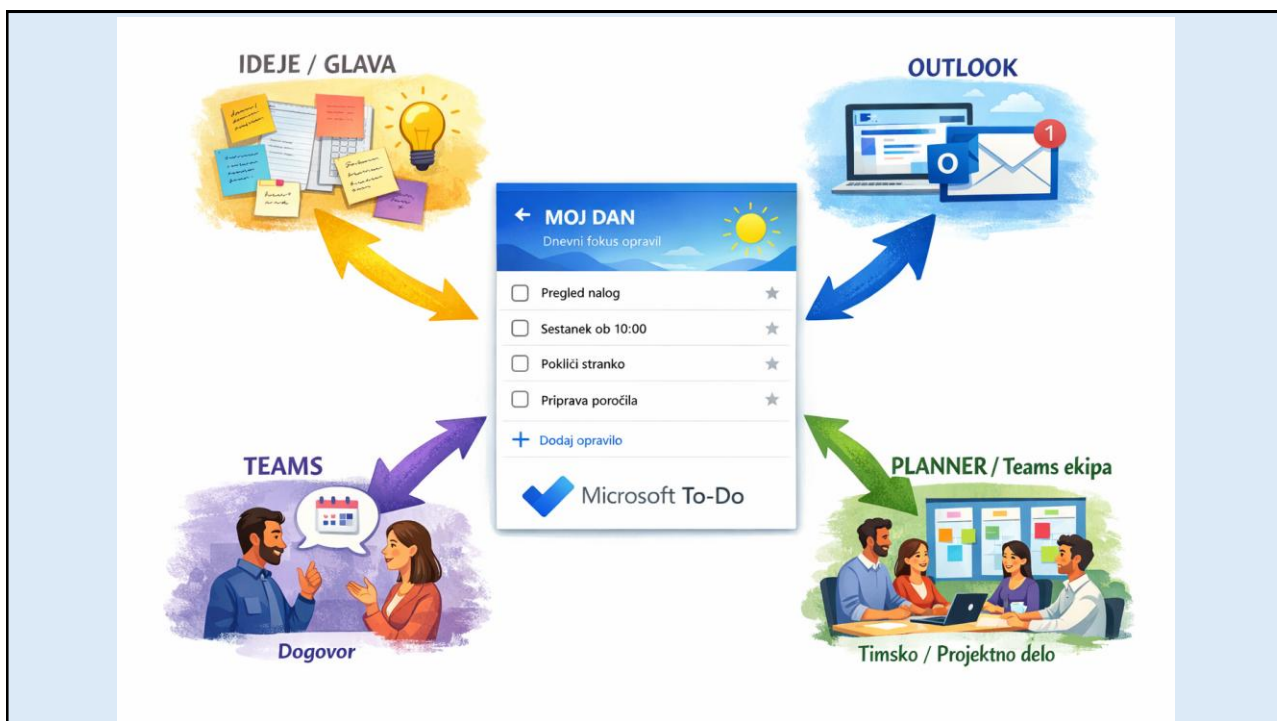 IDEJE / GLAVA
OUTLOOK
1
O
MOJ DAN
Dnevni fokus opravil
Pregled nalog
Sestanek ob 10:00
Pokliči stranko
Priprava poročila
+ Dodaj opravilo
Microsoft To-Do
TEAMS
Dogovor
PLANNER / Teams ekipa
Timsko / Projektno delo